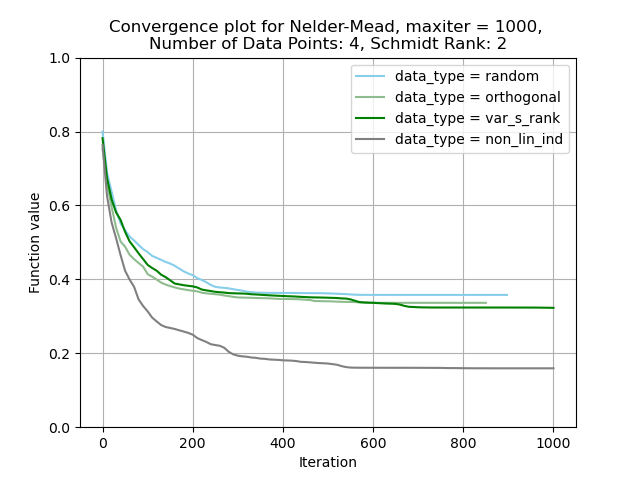 Convergence plot for Nelder-Mead, maxiter = 1000,
Number of Data Points: 4, Schmidt Rank: 2
1.0
0.8
0.6
0.4
0.2
0.0
Function value
data_type = random
data_type = orthogonal
data_type = var_s_rank
data_type = non_lin_ind
0 200 400 600 800 1000
Iteration